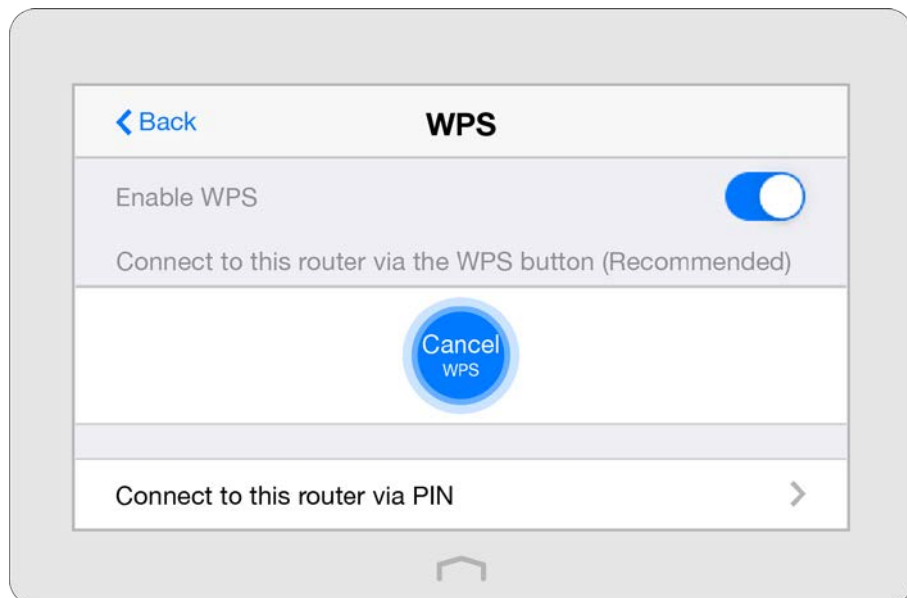 Back
WPS
Enable WPS
Connect to this router via the WPS button (Recommended)
Cancel
WPS
Connect to this router via PIN